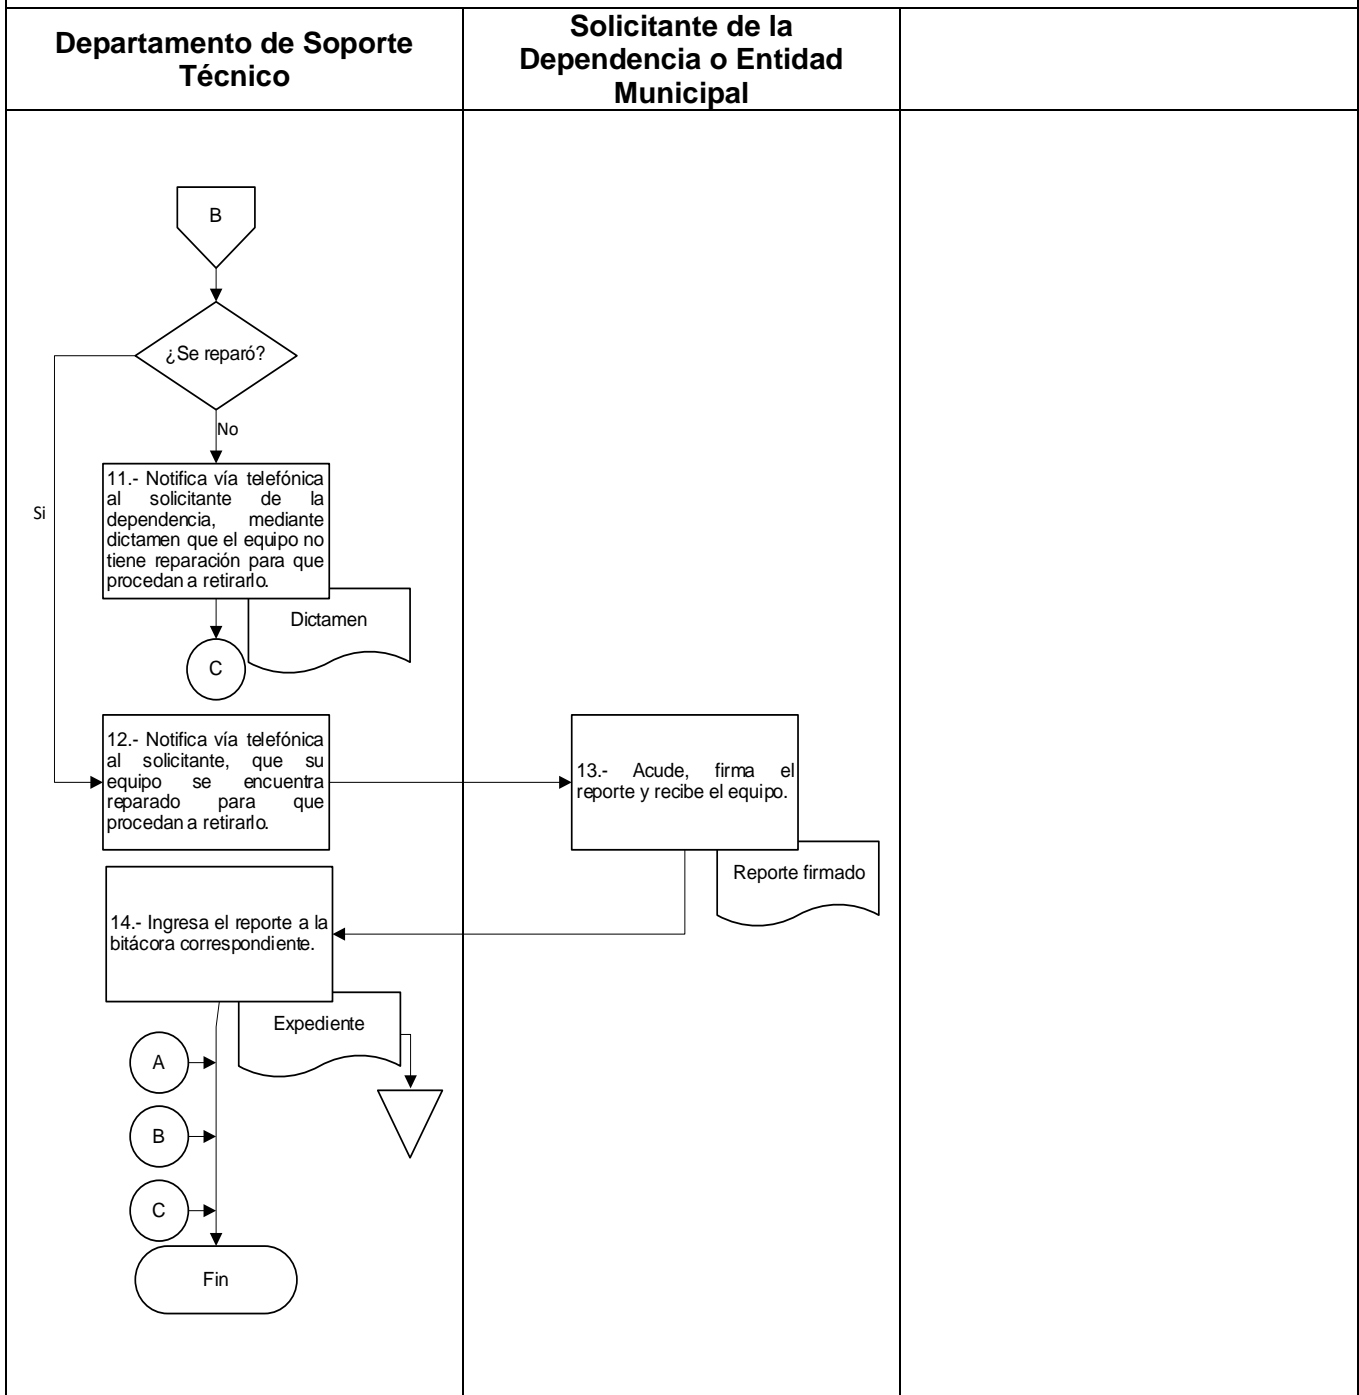 Departamento de Soporte
Técnico
Solicitante de la
Dependencia o Entidad
Municipal
B
¿Se reparó?
No
Si
11.- Notifica vía telefónica
al solicitante de la
dependencia, mediante
dictamen que el equipo no
tiene reparación para que
procedan a retirarlo.
Dictamen
C
12.- Notifica vía telefónica
al solicitante, que su
equipo se encuentra
reparado para que
procedan a retirarlo.
13.- Acude, firma el
reporte y recibe el equipo.
Reporte firmado
14.- Ingresa el reporte a la
bitácora correspondiente.
Expediente
A
B
C
Fin